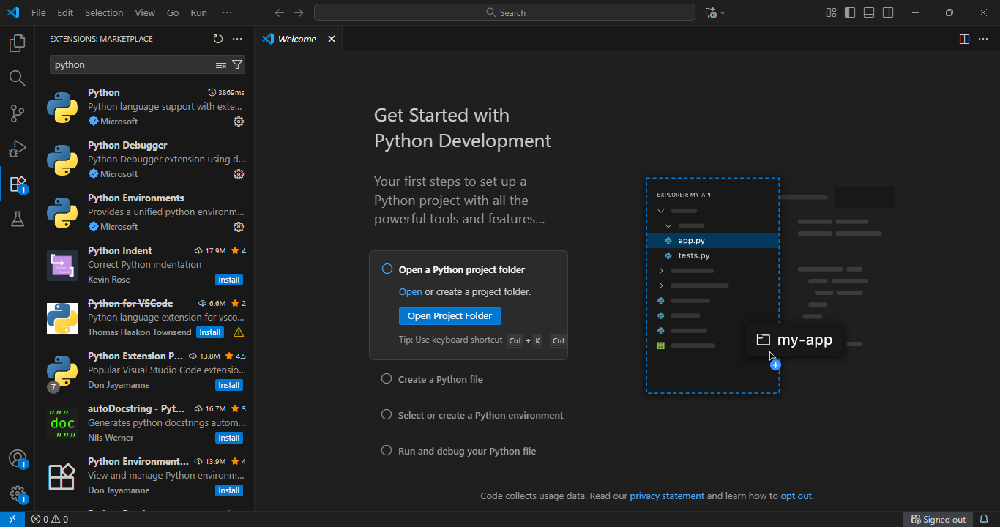 File Edit Selection View Go Run ···
Search
EXTENSIONS: MARKETPLACE
Welcome
python
Python 3869ms
Python language support with exte...
Microsoft
Python Debugger
Python Debugger extension using d...
Microsoft
Python Environments
Provides a unified python environm...
Microsoft
Python Indent 17.9M 4
Correct Python indentation
Kevin Rose Install
Python for VSCode 6.6M 2
Python language extension for vsco...
Thomas Haakon Townsend Install
Python Extension P... 13.8M 4.5
Popular Visual Studio Code extensio...
7
Don Jayamanne Install
autoDocstring - Pyt... 16.7M 5
"""
doc
"""
Generates python docstrings autom...
Nils Werner Install
Python Environment... 13.9M 4
View and manage Python environm...
Don Jayamanne Install
1
1
1
Get Started with
Python Development
Your first steps to set up a
Python project with all the
powerful tools and features...
Open a Python project folder
Open or create a project folder.
Open Project Folder
Tip: Use keyboard shortcut Ctrl + K Ctrl
Create a Python file
Select or create a Python environment
Run and debug your Python file
EXPLORER: MY-APP
app.py
tests.py
my-app
Code collects usage data. Read our privacy statement and learn how to opt out.
0 0
Signed out